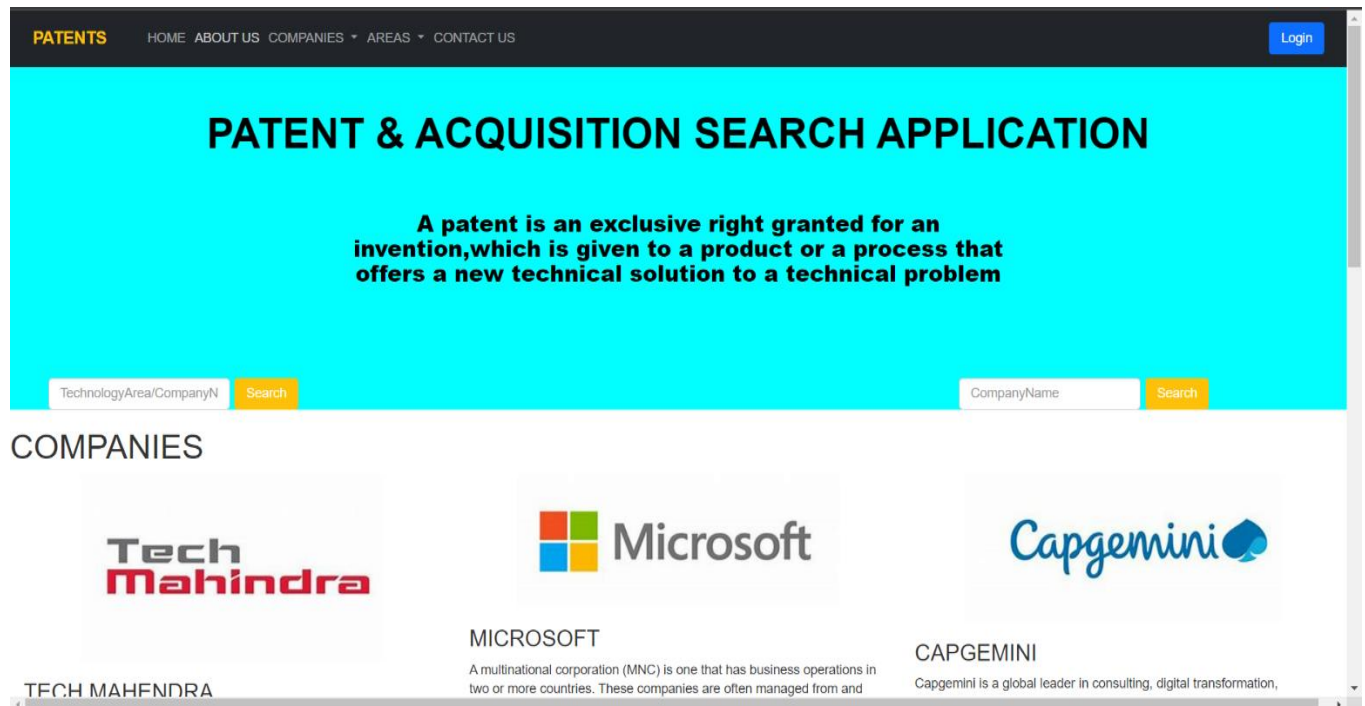 PATENTS HOME ABOUT US COMPANIES AREAS CONTACT US Login
PATENT & ACQUISITION SEARCH APPLICATION
A patent is an exclusive right granted for an
invention,which is given to a product or a process that
offers a new technical solution to a technical problem
TechnologyArea/CompanyN Search CompanyName Search
COMPANIES
Tech
Mahindra
Microsoft
Capgemini
MICROSOFT
A multinational corporation (MNC) is one that has business operations in
two or more countries. These companies are often managed from and
CAPGEMINI
Capgemini is a global leader in consulting, digital transformation,
TECH MAHENDRA